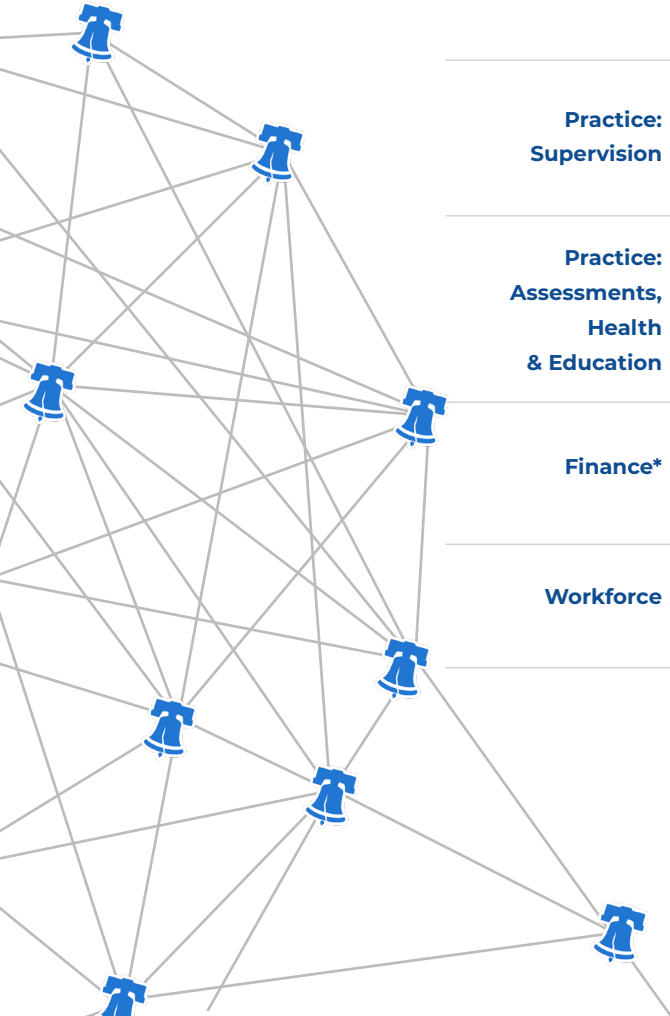 Practice:
Supervision
Practice:
Assessments,
Health
& Education
Finance*
Workforce